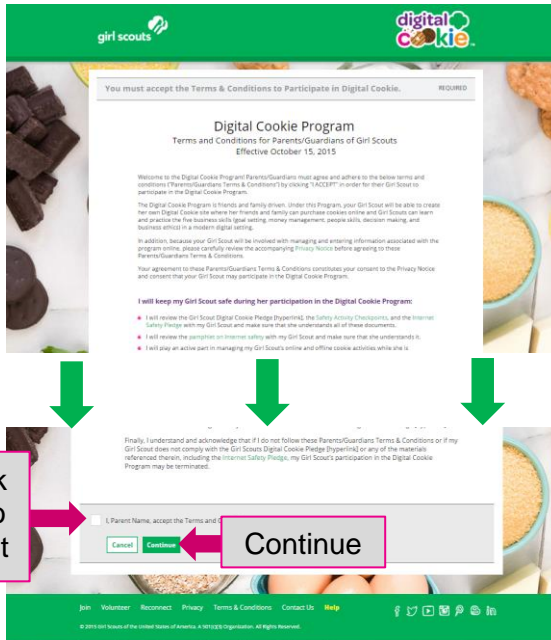 girl scouts
digital cookie
You must accept the Terms & Conditions to Participate in Digital Cookie. REQUIRED
Digital Cookie Program
Terms and Conditions for Parents/Guardians of Girl Scouts
Effective October 15, 2015
Welcome to the Digital Cookie Program! Parents/Guardians must agree and adhere to the below terms and
conditions ("Parents/Guardians Terms & Conditions") by clicking "I ACCEPT" in order for their Girl Scout to
participate in the Digital Cookie Program.
The Digital Cookie Program is friends and family driven. Under this Program, your Girl Scout will be able to create
her own Digital Cookie site where her friends and family can purchase cookies online and Girl Scouts can learn
and practice the five business skills (goal setting, money management, people skills, decision making, and
business ethics) in a modern digital setting.
In addition, because your Girl Scout will be involved with managing and entering information associated with the
program online, please carefully review the accompanying Privacy Notice before agreeing to these
Parents/Guardians Terms & Conditions.
Your agreement to these Parents/Guardians Terms & Conditions constitutes your consent to the Privacy Notice
and consent that your Girl Scout may participate in the Digital Cookie Program.
I will keep my Girl Scout safe during her participation in the Digital Cookie Program:
I will review the Girl Scout Digital Cookie Pledge [hyperlink], the Safety Activity Checkpoints, and the Internet
Safety Pledge with my Girl Scout and make sure that she understands all of these documents.
I will review the pamphlet on Internet safety with my Girl Scout and make sure that she understands it.
I will play an active part in managing my Girl Scout's online and offline cookie activities while she is
Finally, I understand and acknowledge that if I do not follow these Parents/Guardians Terms & Conditions or if my
Girl Scout does not comply with the Girl Scouts Digital Cookie Pledge [hyperlink] or any of the materials
referenced therein, including the Internet Safety Pledge, my Girl Scout's participation in the Digital Cookie
Program may be terminated.
I, Parent Name, accept the Terms and
Cancel Continue
Continue
Join Volunteer Reconnect Privacy Terms & Conditions Contact Us Help
© 2015 Girl Scouts of the United States of America. A 501(c)(3) Organization. All Rights Reserved.